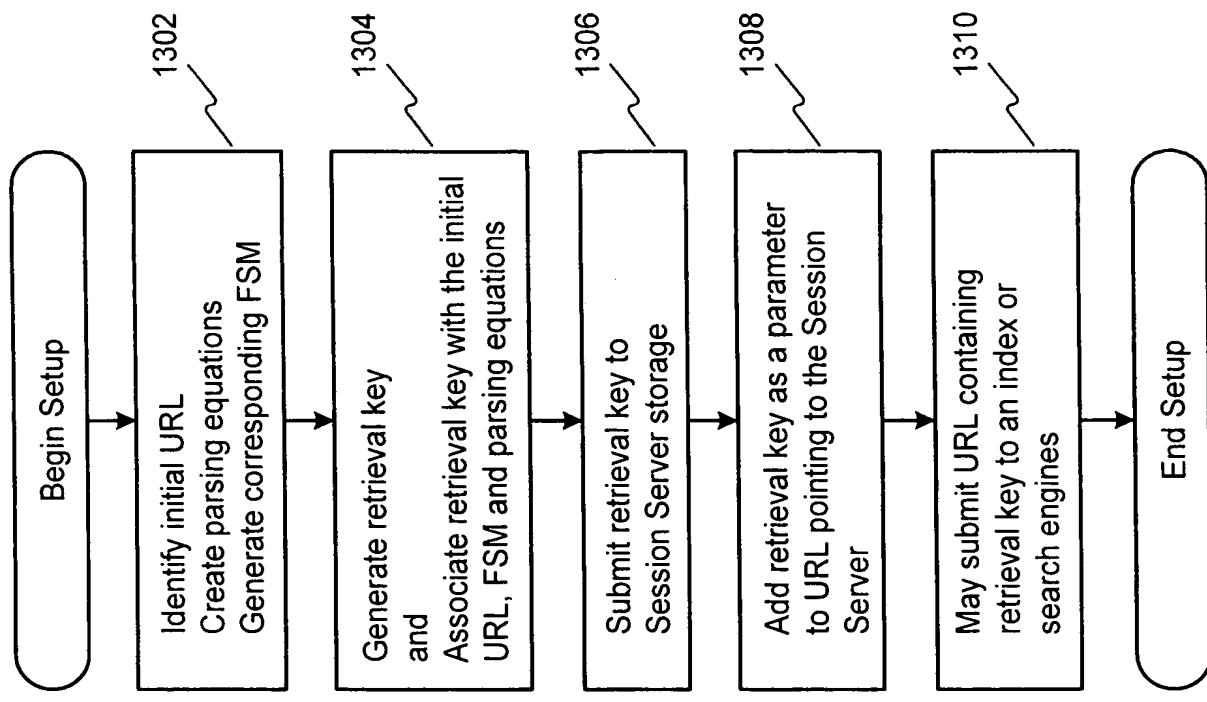 Begin Setup
Identify initial URL
Create parsing equations
Generate corresponding FSM
1302
Generate retrieval key
and
Associate retrieval key with the initial
URL, FSM and parsing equations
1304
Submit retrieval key to
Session Server storage
1306
Add retrieval key as a parameter
to URL pointing to the Session
Server
1308
May submit URL containing
retrieval key to an index or
search engines
1310
End Setup